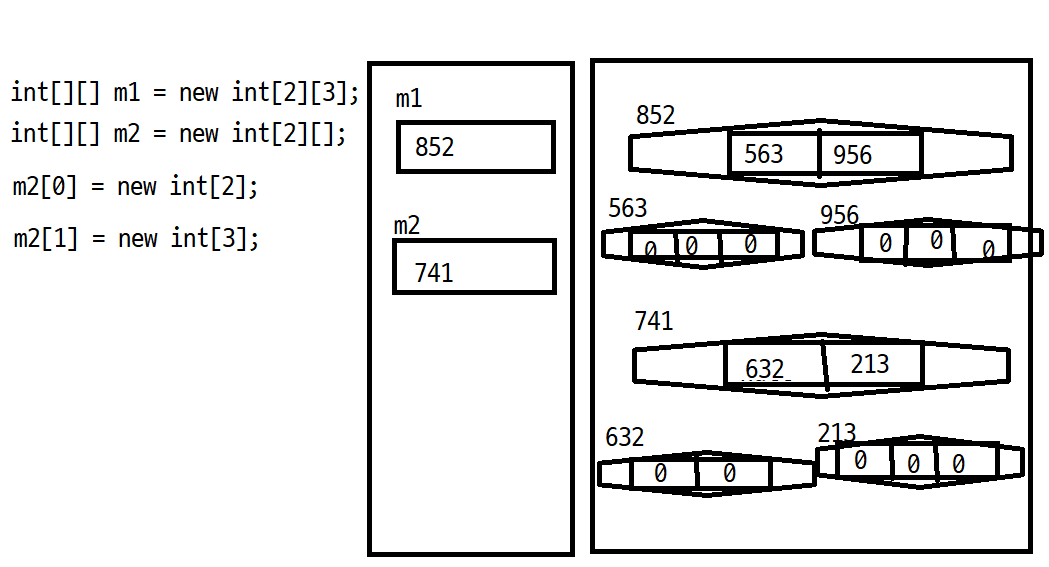 int[][] m1 = new int[2][3];
int[][] m2 = new int[2][];
m2[0] = new int[2];
m2[1] = new int[3];
m1
852
m2
741
852
563 956
563
0 0 0
956
0 0 0
741
632 213
632
0 0
213
0 0 0